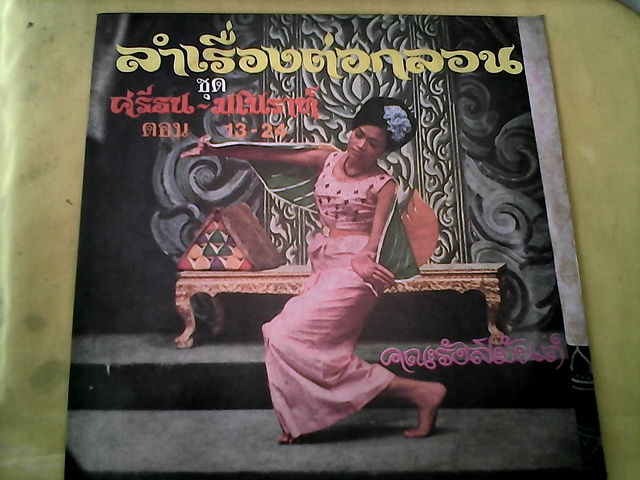 ลำเรื่องต่อกลอน
ชุด
ศรีธน-มโนราห์
ตอน 13-24